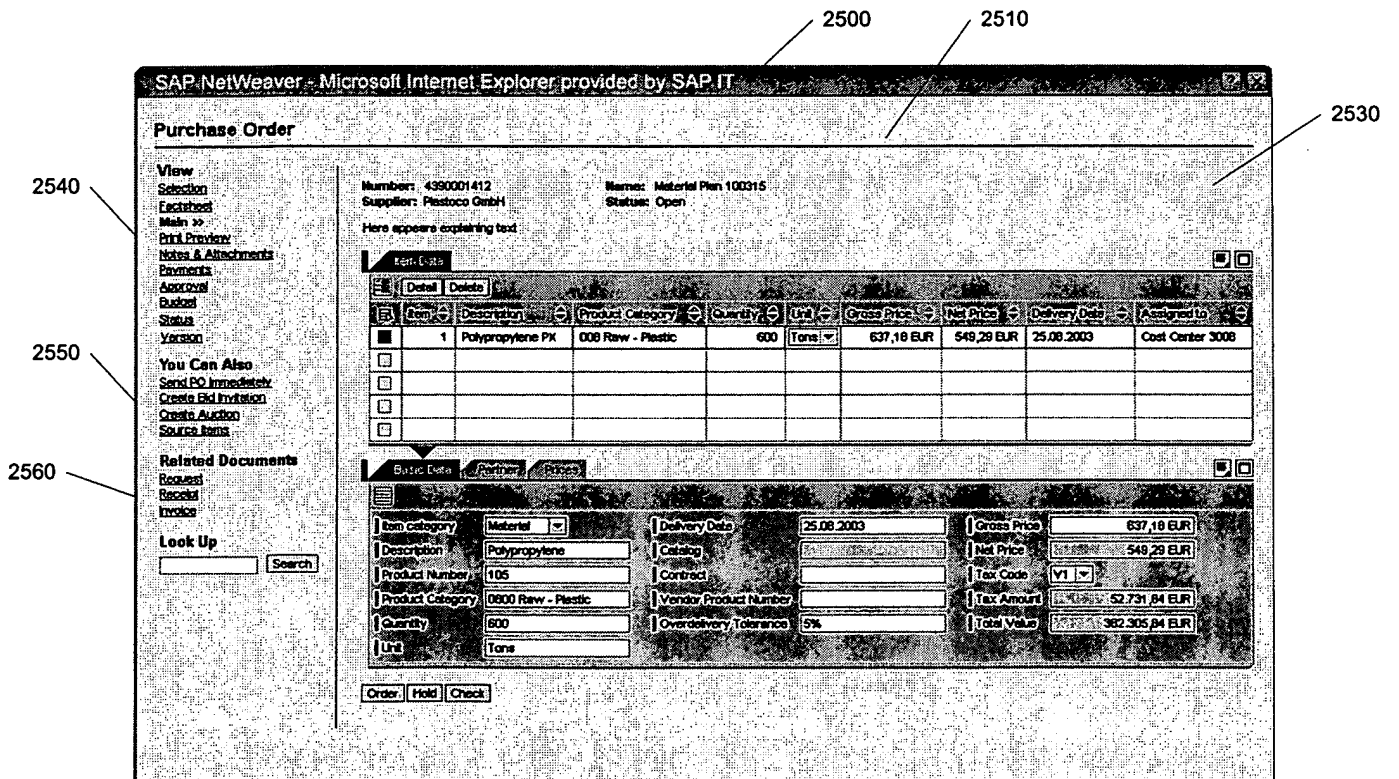 2500
2510
SAP NetWeaver - Microsoft Internet Explorer provided by SAP IT
2530
Purchase Order
2540
View
Selection
Factsheet
Main >>
Print Preview
Notes & Attachments
Payments
Approval
Budget
Status
Version
2550
You Can Also
Send PO Immediately
Create Bid Invitation
Create Auction
Source Items
2560
Related Documents
Request
Receipt
Invoice
Look Up
Search
Number: 4390001412 Name: Material Plan 100315
Supplier: Plastoco GmbH Status: Open
Here appears explaining text
Item Data
Detail Delete
Item Description Product Category Quantity Unit Gross Price Net Price Delivery Date Assigned to
1 Polypropylene PX 008 Raw - Plastic 600 Tons 637,18 EUR 549,29 EUR 25.08.2003 Cost Center 3008
Basic Data Partner Prices
Item category Material Delivery Date 25.08.2003 Gross Price 637,18 EUR
Description Polypropylene Catalog Net Price 549,29 EUR
Product Number 105 Contract Tax Code V1
Product Category 0800 Raw - Plastic Vendor Product Number Tax Amount 52.731,84 EUR
Quantity 600 Overdelivery Tolerance 5% Total Value 382.305,84 EUR
Unit Tons
Order Hold Check